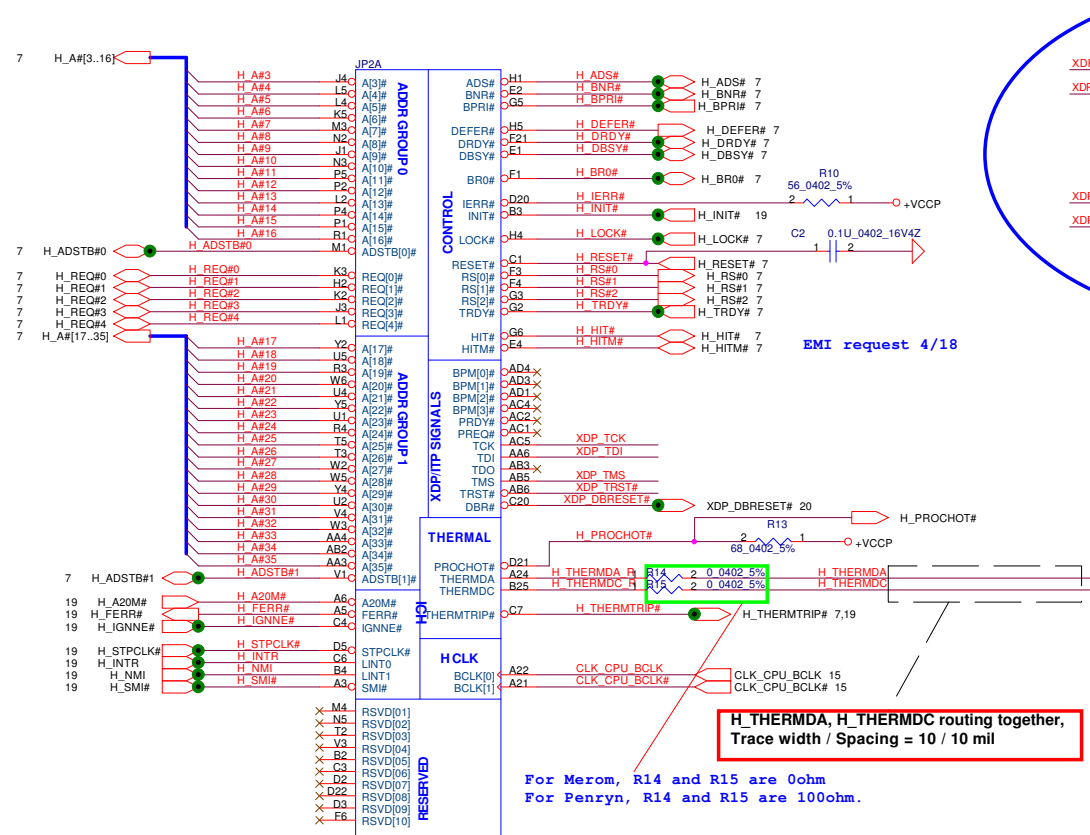 JP2A
7 H_A#[3..16]
H_A#3 J4 A[3]#
H_A#4 L5 A[4]#
H_A#5 L4 A[5]#
H_A#6 K5 A[6]#
H_A#7 M3 A[7]#
H_A#8 N2 A[8]#
H_A#9 J1 A[9]#
H_A#10 N3 A[10]#
H_A#11 P5 A[11]#
H_A#12 P2 A[12]#
H_A#13 L2 A[13]#
H_A#14 P4 A[14]#
H_A#15 P1 A[15]#
H_A#16 R1 A[16]#
7 H_ADSTB#0 H_ADSTB#0 M1 ADSTB[0]#
7 H_REQ#0 H_REQ#0 K3 REQ[0]#
7 H_REQ#1 H_REQ#1 H2 REQ[1]#
7 H_REQ#2 H_REQ#2 K2 REQ[2]#
7 H_REQ#3 H_REQ#3 J3 REQ[3]#
7 H_REQ#4 H_REQ#4 L1 REQ[4]#
7 H_A#[17..35]
H_A#17 Y2 A[17]#
H_A#18 U5 A[18]#
H_A#19 R3 A[19]#
H_A#20 W6 A[20]#
H_A#21 U4 A[21]#
H_A#22 Y5 A[22]#
H_A#23 U1 A[23]#
H_A#24 R4 A[24]#
H_A#25 T5 A[25]#
H_A#26 T3 A[26]#
H_A#27 W2 A[27]#
H_A#28 W5 A[28]#
H_A#29 Y4 A[29]#
H_A#30 U2 A[30]#
H_A#31 V4 A[31]#
H_A#32 W3 A[32]#
H_A#33 AA4 A[33]#
H_A#34 AB2 A[34]#
H_A#35 AA3 A[35]#
7 H_ADSTB#1 H_ADSTB#1 V1 ADSTB[1]#
19 H_A20M# H_A20M# A6 A20M#
19 H_FERR# H_FERR# A5 FERR#
19 H_IGNNE# H_IGNNE# C4 IGNNE#
19 H_STPCLK# H_STPCLK# D5 STPCLK#
19 H_INTR H_INTR C6 LINT0
19 H_NMI H_NMI B4 LINT1
19 H_SMI# H_SMI# A3 SMI#
M4 RSVD[01]
N5 RSVD[02]
T2 RSVD[03]
V3 RSVD[04]
B2 RSVD[05]
C3 RSVD[06]
D2 RSVD[07]
D22 RSVD[08]
D3 RSVD[09]
F6 RSVD[10]
ADDR GROUP 0
ADDR GROUP 1
RESERVED
CONTROL
XDP/ITP SIGNALS
THERMAL
H CLK
ADS# H1 H_ADS# H_ADS# 7
BNR# E2 H_BNR# H_BNR# 7
BPRI# G5 H_BPRI# H_BPRI# 7
DEFER# H5 H_DEFER# H_DEFER# 7
DRDY# F21 H_DRDY# H_DRDY# 7
DBSY# E1 H_DBSY# H_DBSY# 7
BR0# F1 H_BR0# H_BR0# 7
IERR# D20 H_IERR#
R10
56_0402_5%
2 1 +VCCP
INIT# B3 H_INIT# H_INIT# 19
LOCK# H4 H_LOCK# H_LOCK# 7
C2 0.1U_0402_16V4Z
1 2
RESET# C1 H_RESET# H_RESET# 7
RS[0]# F3 H_RS#0 H_RS#0 7
RS[1]# F4 H_RS#1 H_RS#1 7
RS[2]# G3 H_RS#2 H_RS#2 7
TRDY# G2 H_TRDY# H_TRDY# 7
HIT# G6 H_HIT# H_HIT# 7
HITM# E4 H_HITM# H_HITM# 7
EMI request 4/18
BPM[0]# AD4
BPM[1]# AD3
BPM[2]# AD1
BPM[3]# AC4
PRDY# AC2
PREQ# AC1
TCK AC5 XDP_TCK
TDI AA6 XDP_TDI
TDO AB3
TMS AB5 XDP_TMS
TRST# AB6 XDP_TRST#
DBR# C20 XDP_DBRESET# XDP_DBRESET# 20
H_PROCHOT#
R13
68_0402_5%
2 1 +VCCP
PROCHOT# D21 H_PROCHOT#
THERMDA A24 H_THERMDA_R 1 R14 2 0_0402_5% H_THERMDA
THERMDC B25 H_THERMDC_R 1 R15 2 0_0402_5% H_THERMDC
THERMTRIP# C7 H_THERMTRIP# H_THERMTRIP# 7,19
BCLK[0] A22 CLK_CPU_BCLK CLK_CPU_BCLK 15
BCLK[1] A21 CLK_CPU_BCLK# CLK_CPU_BCLK# 15
H_THERMDA, H_THERMDC routing together,
Trace width / Spacing = 10 / 10 mil
For Merom, R14 and R15 are 0ohm
For Penryn, R14 and R15 are 100ohm.